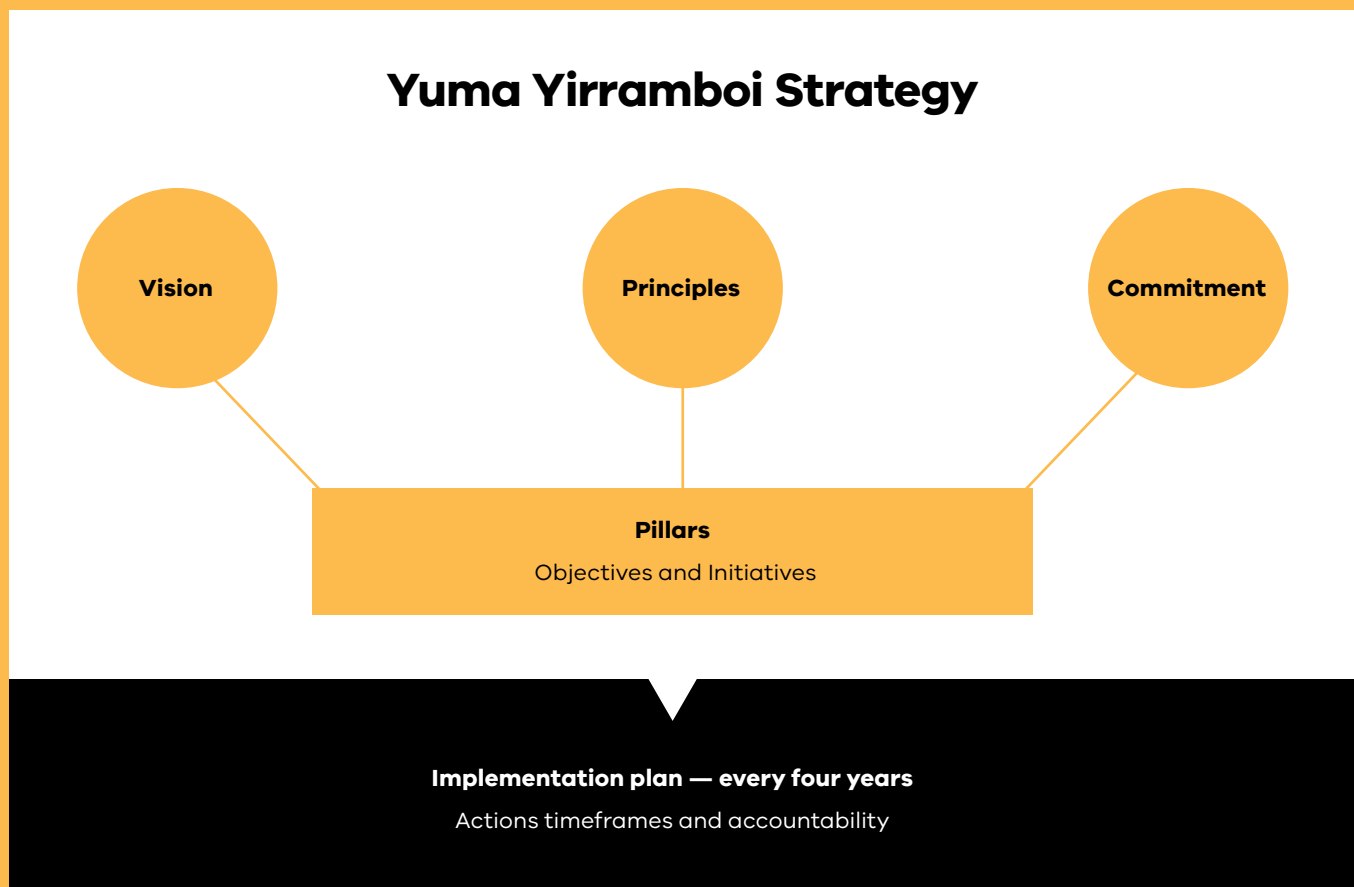 Yuma Yirramboi Strategy
Vision
Principles
Commitment
Pillars
Objectives and Initiatives
Implementation plan — every four years
Actions timeframes and accountability